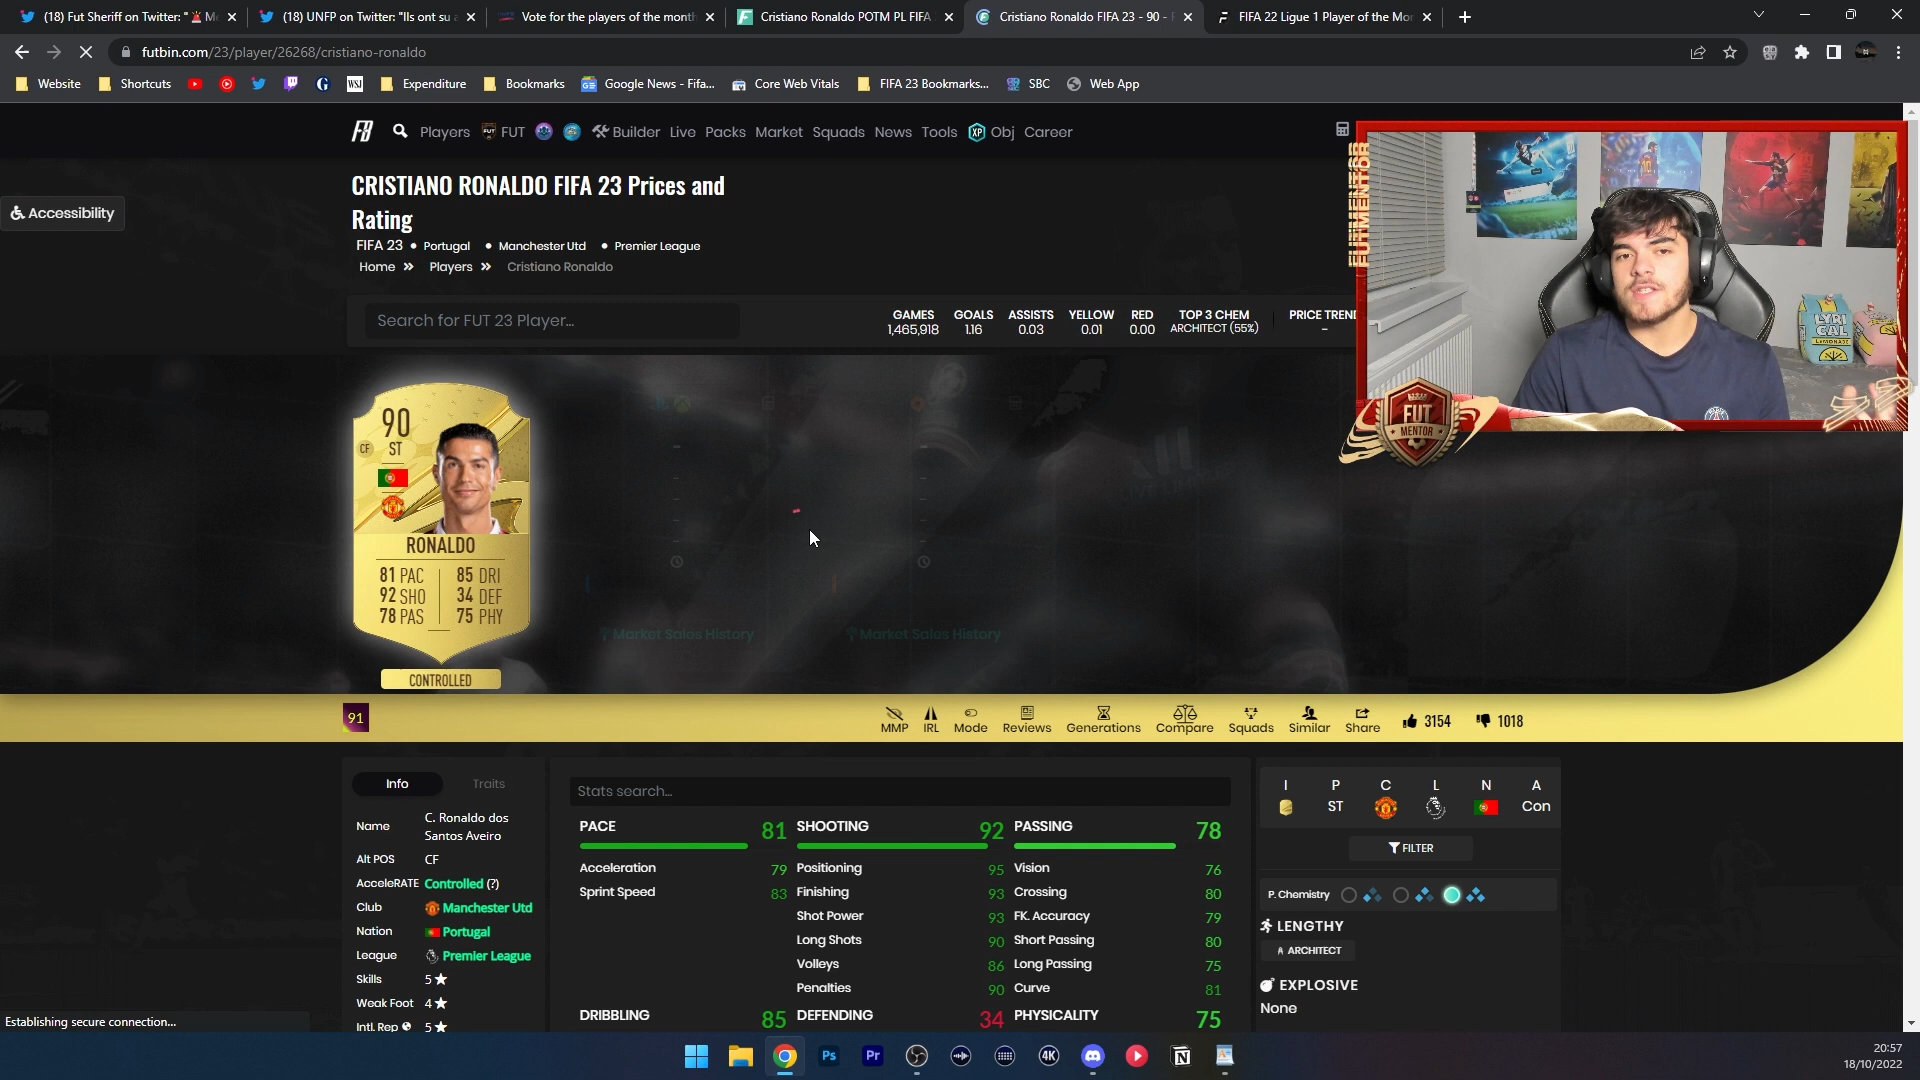 (18) Fut Sheriff on Twitter: "
(18) UNFP on Twitter: "Ils ont su
Vote for the players of the month
Cristiano Ronaldo POTM PL FIFA
Cristiano Ronaldo FIFA 23 - 90 -
FIFA 22 Ligue 1 Player of the Mo
futbin.com/23/player/26268/cristiano-ronaldo
Website
Shortcuts
G
WSJ
Expenditure
Bookmarks
Google News - Fifa...
Core Web Vitals
FIFA 23 Bookmarks...
SBC
Web App
FB
Players
FUT
Builder
Live
Packs
Market
Squads
News
Tools
XP
Obj
Career
Accessibility
CRISTIANO RONALDO FIFA 23 Prices and
Rating
FIFA 23 • Portugal • Manchester Utd • Premier League
Home » Players » Cristiano Ronaldo
Search for FUT 23 Player...
GAMES
1,465,918
GOALS
1.16
ASSISTS
0.03
YELLOW
0.01
RED
0.00
TOP 3 CHEM
ARCHITECT (55%)
PRICE TREND
-
FUTMENTOR
LYRI
CAL
LEMONADE
FUT
MENTOR
90
ST
CF
RONALDO
81 PAC
85 DRI
92 SHO
34 DEF
78 PAS
75 PHY
CONTROLLED
Market Sales History
Market Sales History
91
MMP
IRL
Mode
Reviews
Generations
Compare
Squads
Similar
Share
3154
1018
Info
Traits
Name
C. Ronaldo dos
Santos Aveiro
Alt POS CF
AcceleRATE Controlled (?)
Club Manchester Utd
Nation Portugal
League Premier League
Skills 5★
Weak Foot 4★
Intl. Rep 5★
Stats search...
PACE 81
Acceleration 79
Sprint Speed 83
SHOOTING 92
Positioning 95
Finishing 93
Shot Power 93
Long Shots 90
Volleys 86
Penalties 90
PASSING 78
Vision 76
Crossing 80
FK. Accuracy 79
Short Passing 80
Long Passing 75
Curve 81
DRIBBLING 85
DEFENDING 34
PHYSICALITY 75
I P C L N A
ST
Con
FILTER
P. Chemistry
LENGTHY
ARCHITECT
EXPLOSIVE
None
Establishing secure connection...
Ps
Pr
4K
N
20:57
18/10/2022